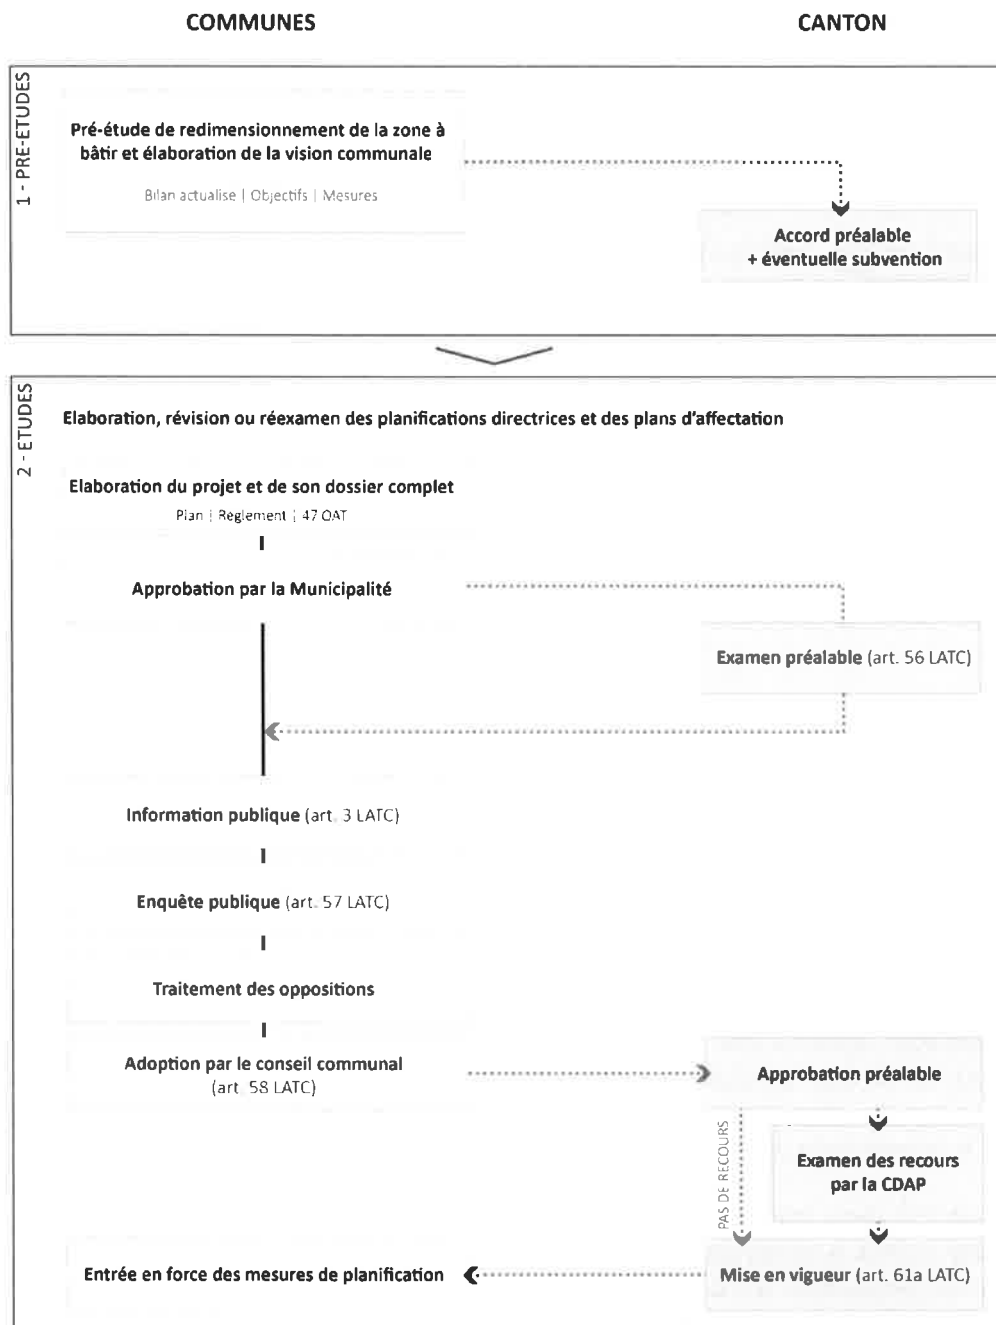 COMMUNES
CANTON
1 - PRE-ETUDES
Pré-étude de redimensionnement de la zone à
bâtir et élaboration de la vision communale
Bilan actualise | Objectifs | Mesures
Accord préalable
+ éventuelle subvention
2 - ETUDES
Elaboration, révision ou réexamen des planifications directrices et des plans d'affectation
Elaboration du projet et de son dossier complet
Plan | Règlement | 47 OAT
Approbation par la Municipalité
Examen préalable (art. 56 LATC)
Information publique (art. 3 LATC)
Enquête publique (art. 57 LATC)
Traitement des oppositions
Adoption par le conseil communal
(art. 58 LATC)
Approbation préalable
PAS DE RECOURS
Examen des recours
par la CDAP
Entrée en force des mesures de planification
Mise en vigueur (art. 61a LATC)